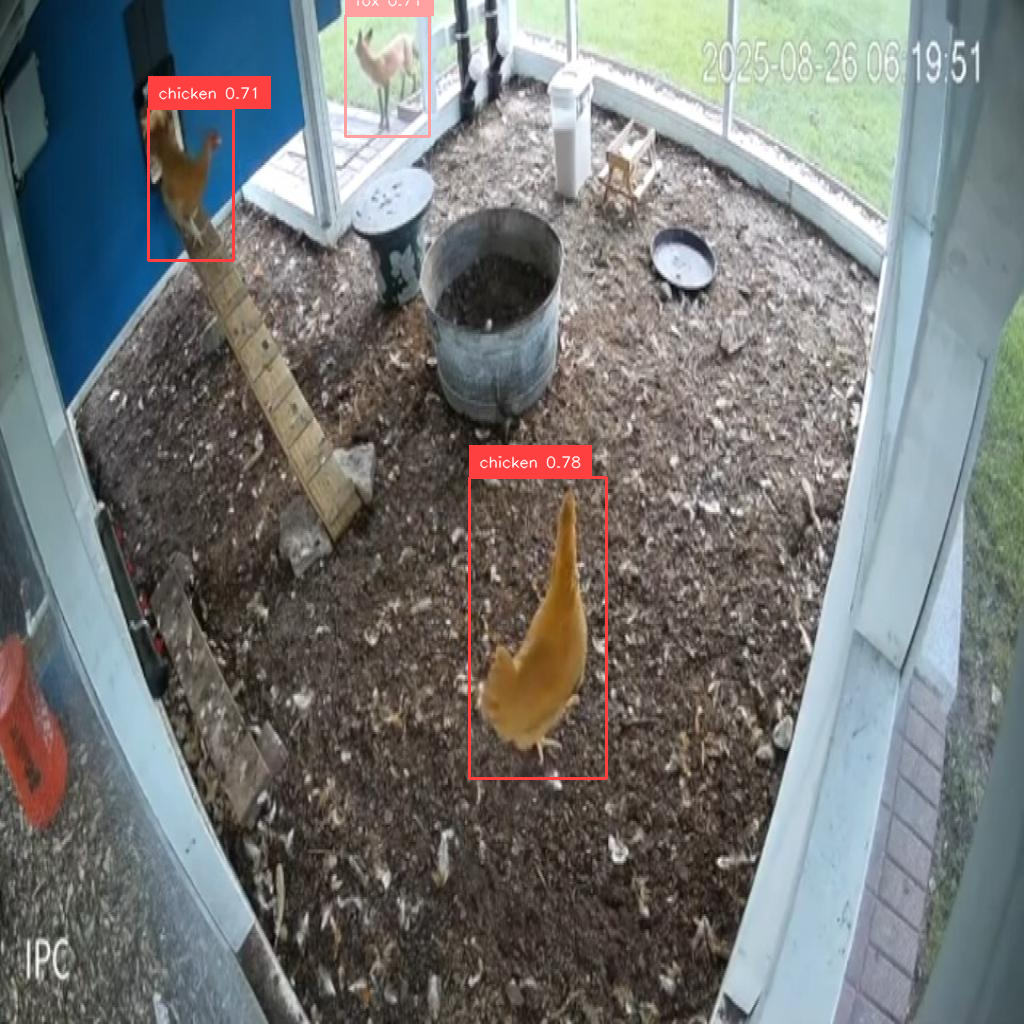 fox 0.71
2025-08-26 06:19:51
chicken 0.71
chicken 0.78
IPC